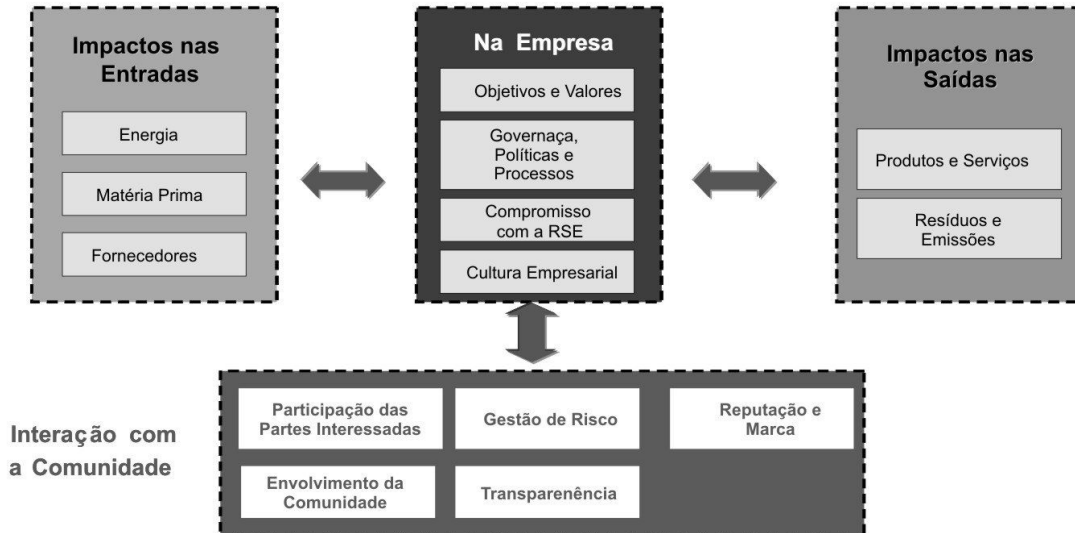 Impactos nas
Entradas
Energia
Matéria Prima
Fornecedores
Na Empresa
Objetivos e Valores
Governaça,
Políticas e
Processos
Compromisso
com a RSE
Cultura Empresarial
Impactos nas
Saídas
Produtos e Serviços
Resíduos e
Emissões
Interação com
a Comunidade
Participação das
Partes Interessadas
Gestão de Risco
Reputação e
Marca
Envolvimento da
Comunidade
Transparenência